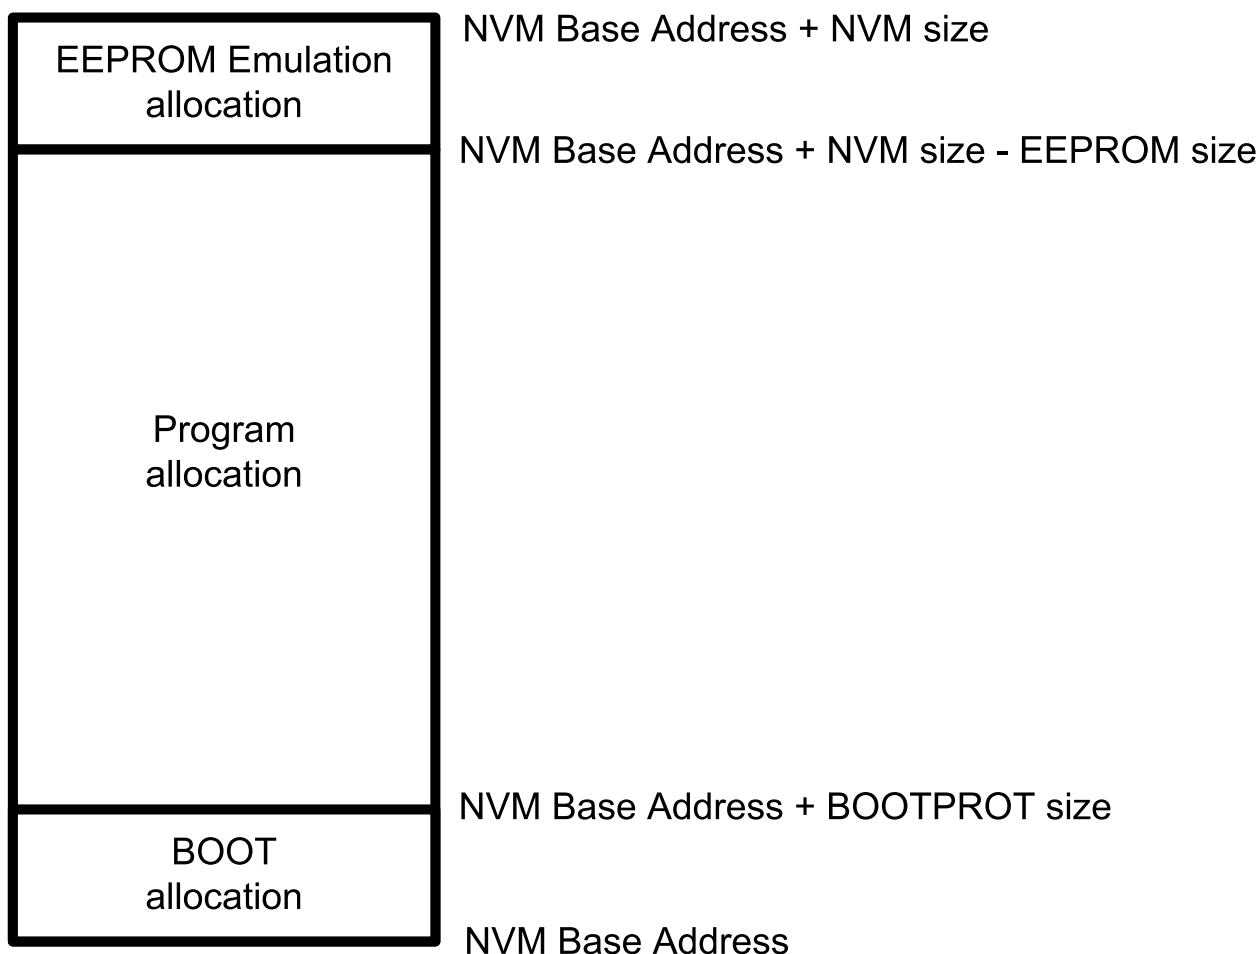 NVM Base Address + NVM size
EEPROM Emulation
allocation
NVM Base Address + NVM size - EEPROM size
Program
allocation
NVM Base Address + BOOTPROT size
BOOT
allocation
NVM Base Address